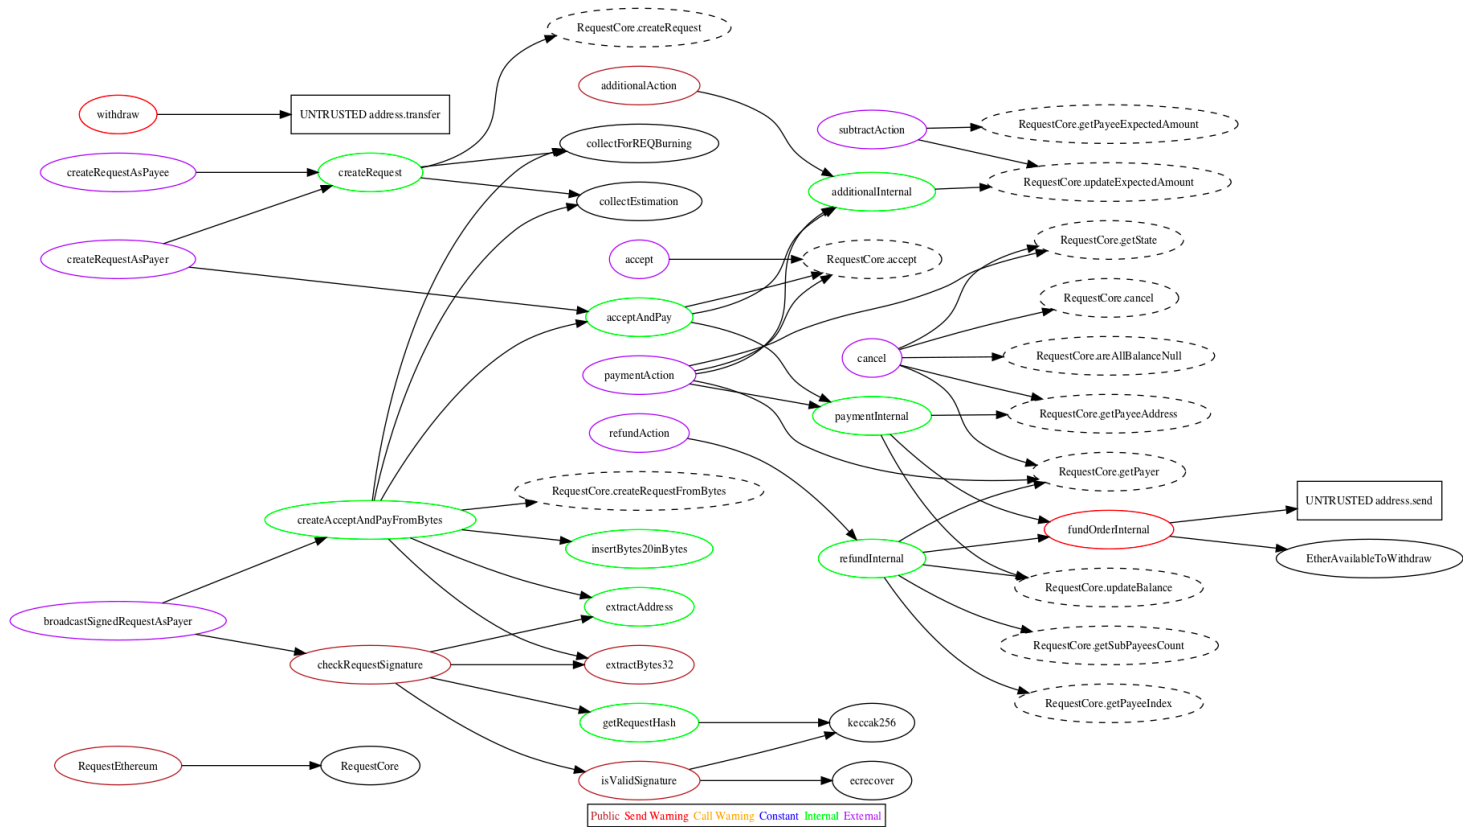 RequestCore.createRequest
additionalAction
withdraw
UNTRUSTED address.transfer
RequestCore.getPayeeExpectedAmount
subtractAction
collectForREQBurning
createRequestAsPayee
createRequest
RequestCore.updateExpectedAmount
additionalInternal
collectEstimation
RequestCore.getState
createRequestAsPayer
accept
RequestCore.accept
RequestCore.cancel
acceptAndPay
cancel
RequestCore.areAllBalanceNull
paymentAction
RequestCore.getPayeeAddress
paymentInternal
refundAction
RequestCore.getPayer
RequestCore.createRequestFromBytes
UNTRUSTED address.send
createAcceptAndPayFromBytes
fundOrderInternal
insertBytes20inBytes
refundInternal
EtherAvailableToWithdraw
RequestCore.updateBalance
extractAddress
broadcastSignedRequestAsPayer
RequestCore.getSubPayeesCount
checkRequestSignature
extractBytes32
RequestCore.getPayeeIndex
getRequestHash
keccak256
RequestEthereum
RequestCore
isValidSignature
ecrecover
Public Send Warning Call Warning Constant Internal External